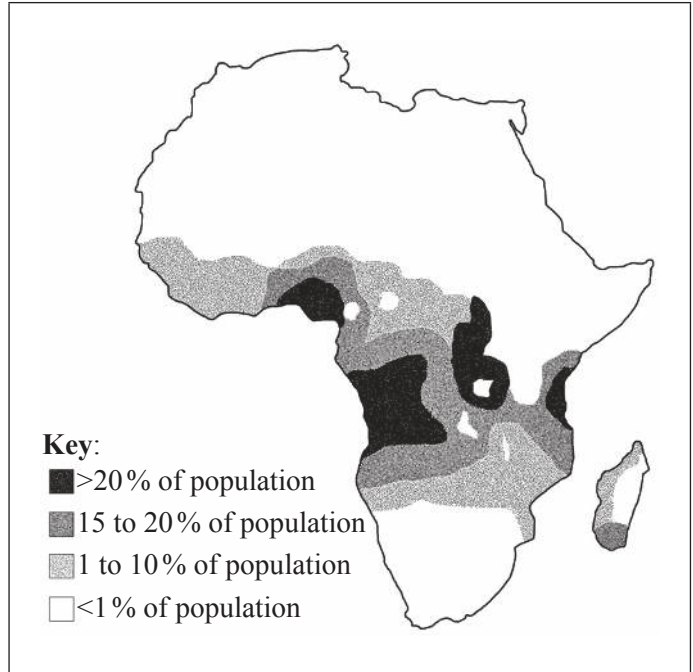 Key:
>20% of population
15 to 20% of population
1 to 10% of population
<1% of population